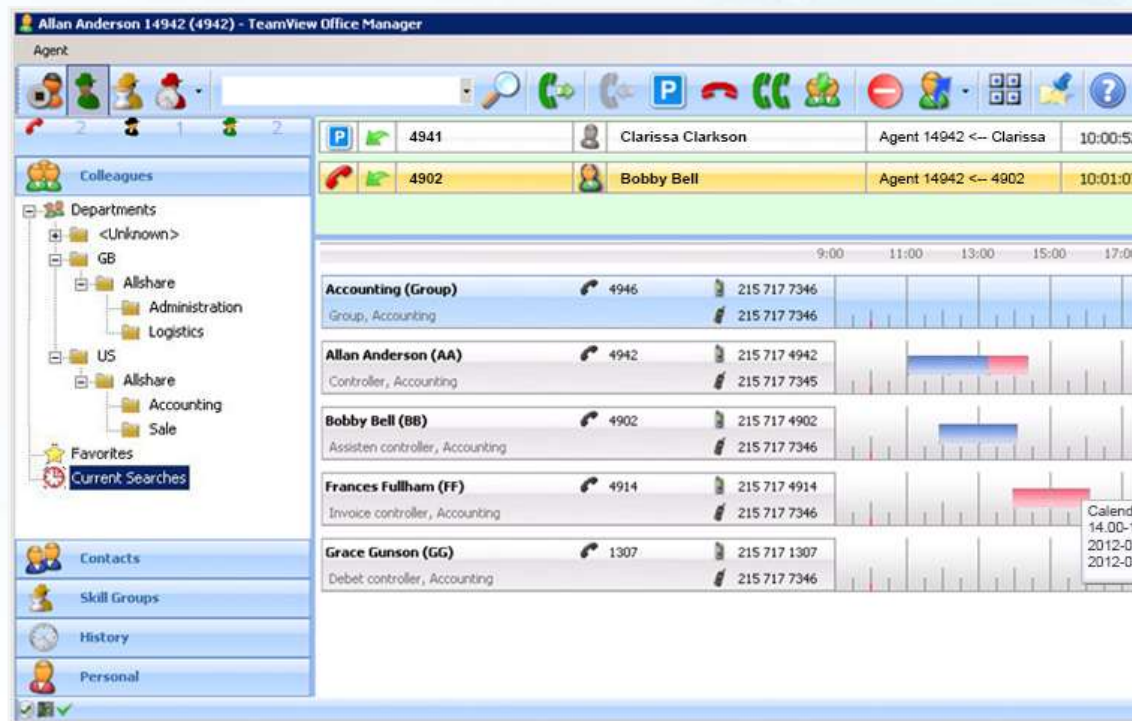 Allan Anderson 14942 (4942) - TeamView Office Manager
Agent
P
?
2 1 2
P 4941 Clarissa Clarkson Agent 14942 <-- Clarissa 10:00:5
4902 Bobby Bell Agent 14942 <-- 4902 10:01:0
Colleagues
Departments
<Unknown>
GB
Allshare
Administration
Logistics
US
Allshare
Accounting
Sale
Favorites
Current Searches
Contacts
Skill Groups
History
Personal
9:00 11:00 13:00 15:00 17:0
Accounting (Group) 4946 215 717 7346
Group, Accounting 215 717 7346
Allan Anderson (AA) 4942 215 717 4942
Controller, Accounting 215 717 7345
Bobby Bell (BB) 4902 215 717 4902
Assisten controller, Accounting 215 717 7346
Frances Fullham (FF) 4914 215 717 4914
Invoice controller, Accounting 215 717 7346
Grace Gunson (GG) 1307 215 717 1307
Debet controller, Accounting 215 717 7346
Calend
14.00-1
2012-0
2012-0